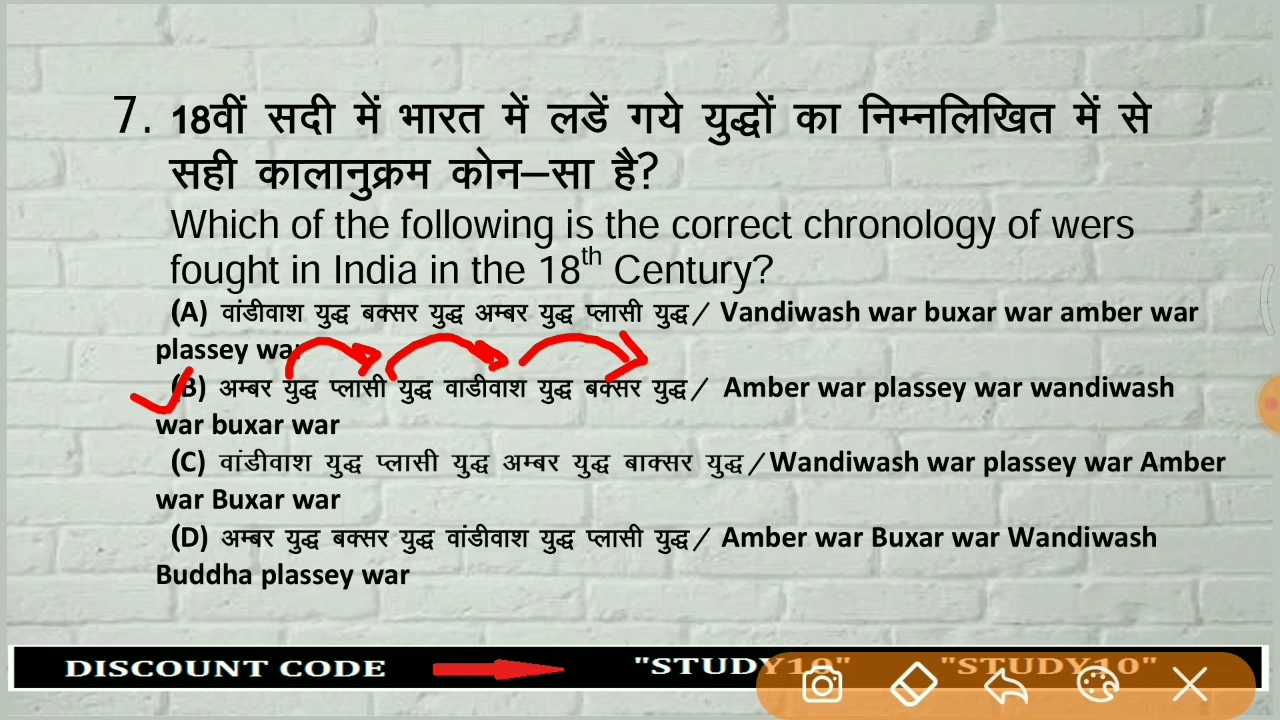 7. 18वीं सदी में भारत में लडें गये युद्धों का निम्नलिखित में से
सही कालानुक्रम कोन–सा है?
Which of the following is the correct chronology of wers
fought in India in the 18th Century?
(A) वांडीवाश युद्ध बक्सर युद्ध अम्बर युद्ध प्लासी युद्ध / Vandiwash war buxar war amber war
plassey war
(B) अम्बर युद्ध प्लासी युद्ध वाडीवाश युद्ध बक्सर युद्ध / Amber war plassey war wandiwash
war buxar war
(C) वांडीवाश युद्ध प्लासी युद्ध अम्बर युद्ध बाक्सर युद्ध / Wandiwash war plassey war Amber
war Buxar war
(D) अम्बर युद्ध बक्सर युद्ध वांडीवाश युद्ध प्लासी युद्ध / Amber war Buxar war Wandiwash
Buddha plassey war
DISCOUNT CODE "STUDY10" "STUDY10"